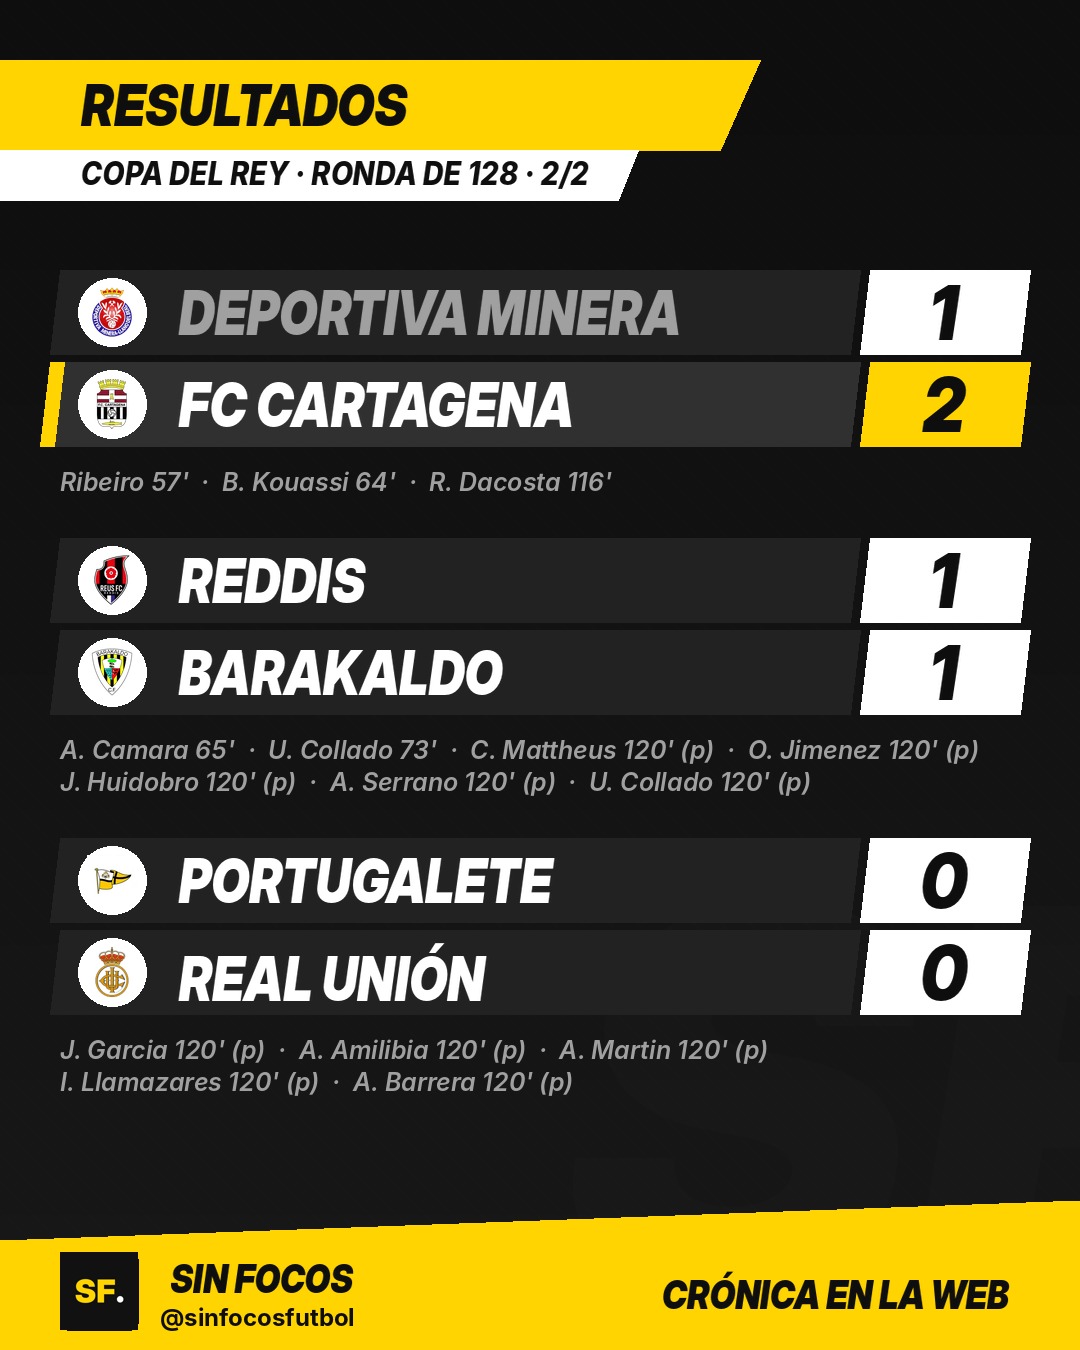 RESULTADOS
COPA DEL REY · RONDA DE 128 · 2/2
DEPORTIVA MINERA 1
FC CARTAGENA 2
Ribeiro 57' · B. Kouassi 64' · R. Dacosta 116'
REUS FC
REDDIS 1
BARAKALDO
C.F.
BARAKALDO 1
A. Camara 65' · U. Collado 73' · C. Mattheus 120' (p) · O. Jimenez 120' (p)
J. Huidobro 120' (p) · A. Serrano 120' (p) · U. Collado 120' (p)
PORTUGALETE 0
REAL UNIÓN 0
J. Garcia 120' (p) · A. Amilibia 120' (p) · A. Martin 120' (p)
I. Llamazares 120' (p) · A. Barrera 120' (p)
SF.
SIN FOCOS
@sinfocosfutbol
CRÓNICA EN LA WEB